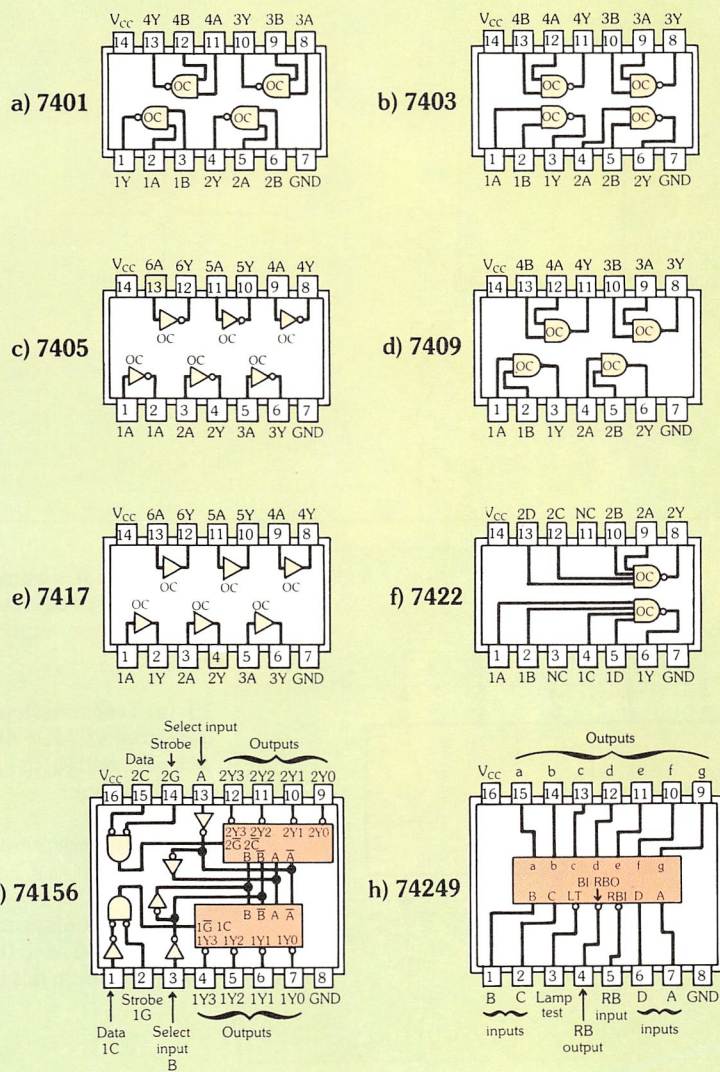 VCC 4Y 4B 4A 3Y 3B 3A
14 13 12 11 10 9 8
OC OC
a) 7401
OC OC
1 2 3 4 5 6 7
1Y 1A 1B 2Y 2A 2B GND
VCC 4B 4A 4Y 3B 3A 3Y
14 13 12 11 10 9 8
OC OC
b) 7403
OC OC
1 2 3 4 5 6 7
1A 1B 1Y 2A 2B 2Y GND
VCC 6A 6Y 5A 5Y 4A 4Y
14 13 12 11 10 9 8
OC OC OC
c) 7405
OC OC OC
1 2 3 4 5 6 7
1A 1A 2A 2Y 3A 3Y GND
VCC 4B 4A 4Y 3B 3A 3Y
14 13 12 11 10 9 8
OC OC
d) 7409
OC OC
1 2 3 4 5 6 7
1A 1B 1Y 2A 2B 2Y GND
VCC 6A 6Y 5A 5Y 4A 4Y
14 13 12 11 10 9 8
OC OC OC
e) 7417
OC OC OC
1 2 3 4 5 6 7
1A 1Y 2A 2Y 3A 3Y GND
VCC 2D 2C NC 2B 2A 2Y
14 13 12 11 10 9 8
OC
f) 7422
OC
1 2 3 4 5 6 7
1A 1B NC 1C 1D 1Y GND
Select input
Strobe Outputs
Data
VCC 2C 2G A 2Y3 2Y2 2Y1 2Y0
16 15 14 13 12 11 10 9
2Y3 2Y2 2Y1 2Y0
2G̅ 2C̅
B B̅ A A̅
) 74156
B B̅ A A̅
1G̅ 1C
1Y3 1Y2 1Y1 1Y0
1 2 3 4 5 6 7 8
Strobe 1Y3 1Y2 1Y1 1Y0 GND
1G
Data Select Outputs
1C input
B
Outputs
VCC a b c d e f g
16 15 14 13 12 11 10 9
a b c d e f g
BI RBO
B C LT RBI D A
h) 74249
1 2 3 4 5 6 7 8
B C Lamp RB D A GND
test input
inputs inputs
RB
output